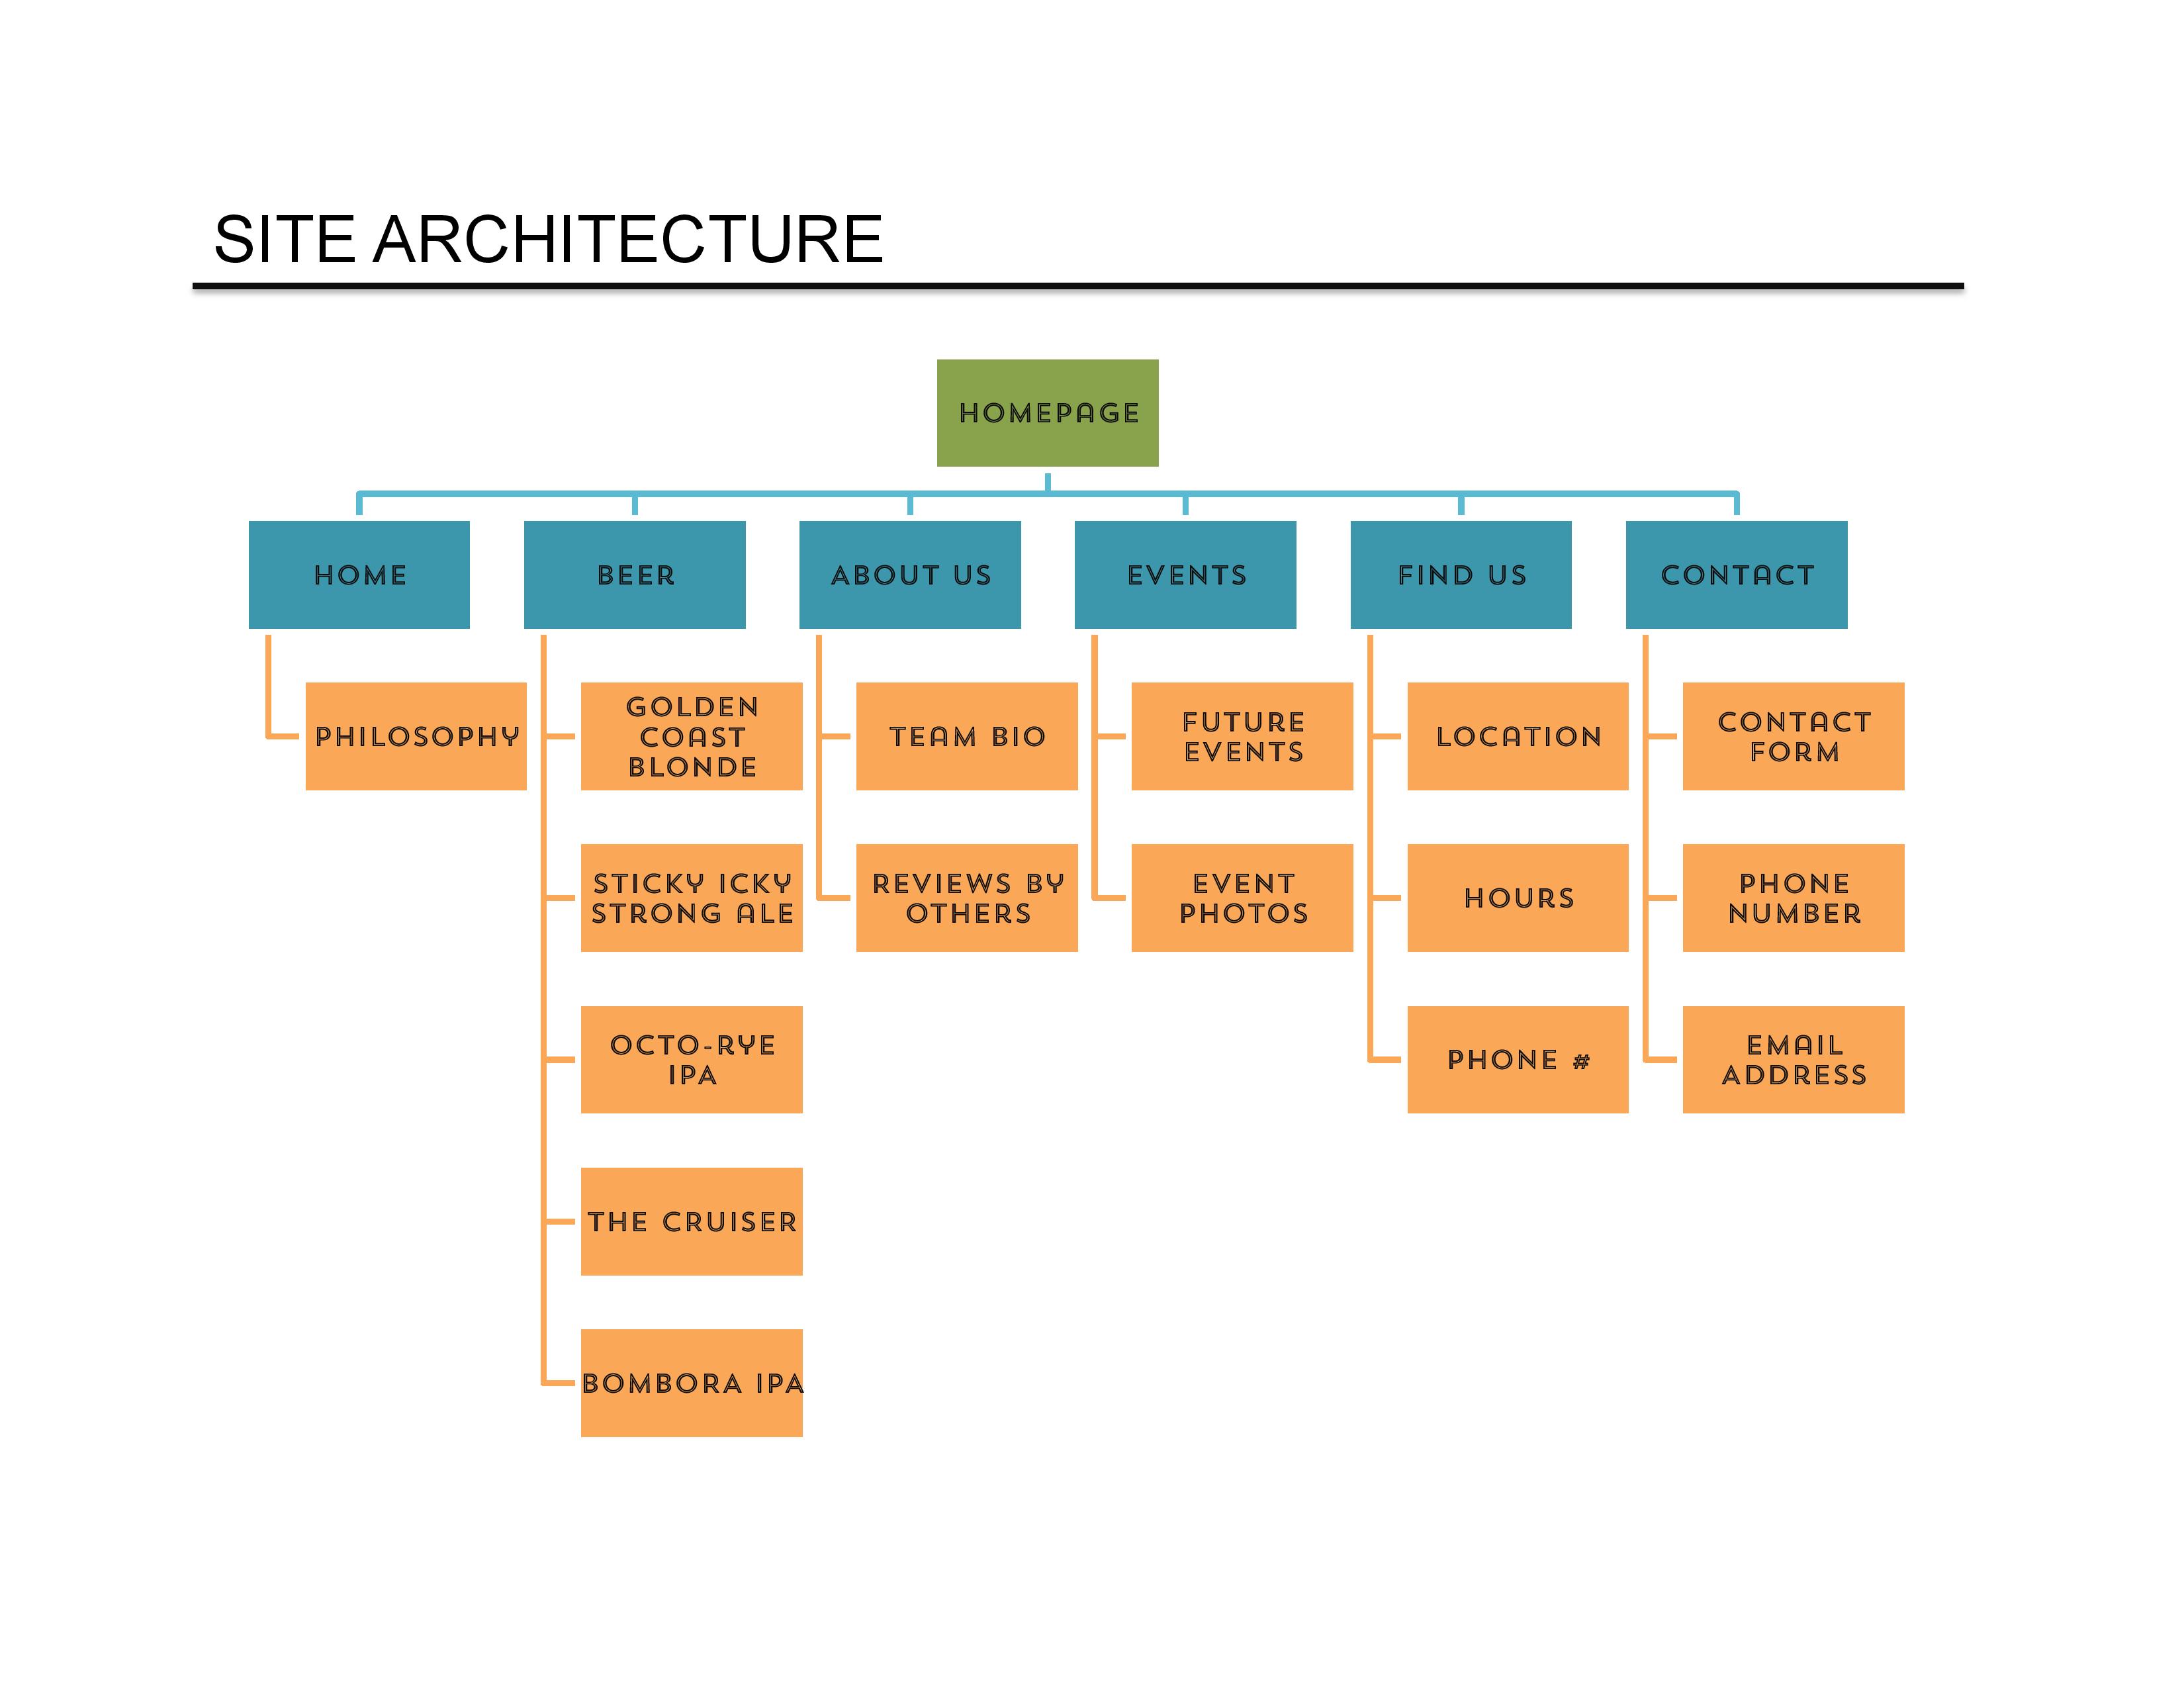 SITE ARCHITECTURE
HOMEPAGE
HOME
BEER
ABOUT US
EVENTS
FIND US
CONTACT
PHILOSOPHY
GOLDEN
COAST
BLONDE
TEAM BIO
FUTURE
EVENTS
LOCATION
CONTACT
FORM
STICKY ICKY
STRONG ALE
REVIEWS BY
OTHERS
EVENT
PHOTOS
HOURS
PHONE
NUMBER
OCTO-RYE
IPA
PHONE #
EMAIL
ADDRESS
THE CRUISER
BOMBORA IPA